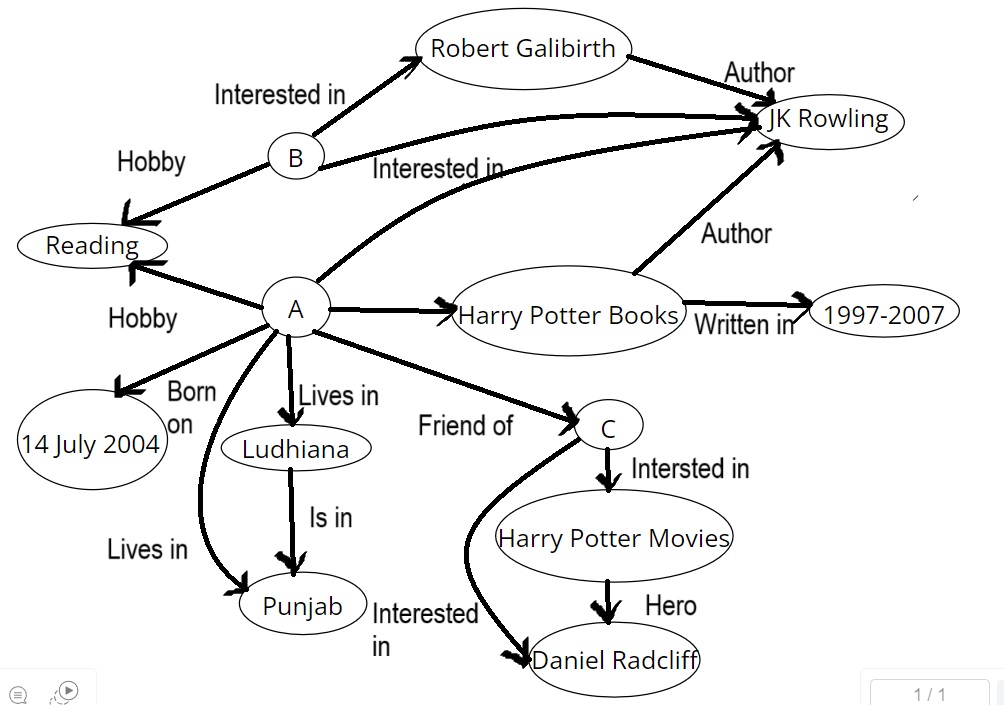 Robert Galibirth
Author
Interested in
JK Rowling
B
Hobby
Interested in
Reading
Author
A
Harry Potter Books
Written in
1997-2007
Hobby
Born
on
Lives in
14 July 2004
Friend of
C
Ludhiana
Intersted in
Is in
Harry Potter Movies
Lives in
Punjab
Interested
in
Hero
Daniel Radcliff
1 / 1